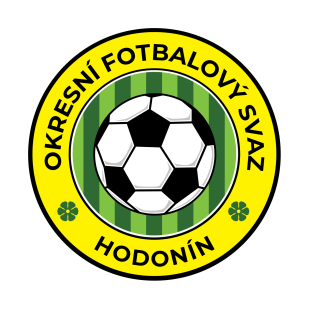 OKRESNÍ FOTBALOVÝ SVAZ
HODONÍN